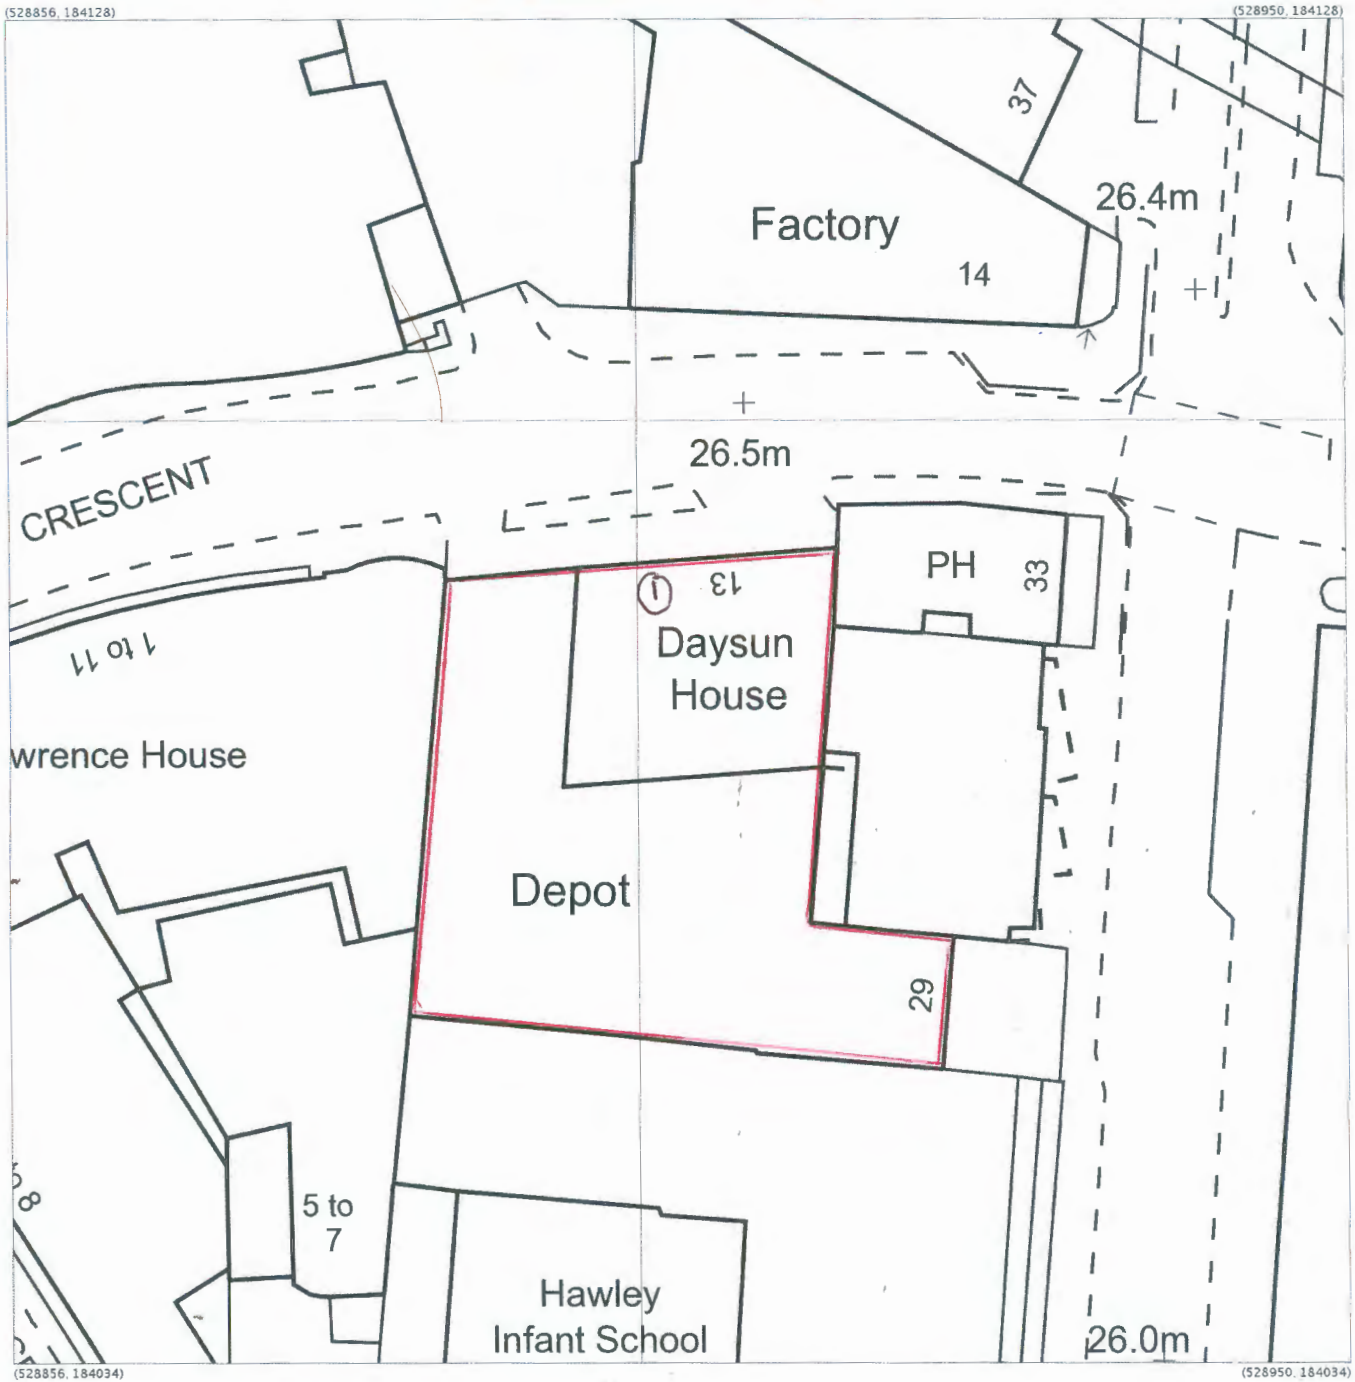 (528856, 184128)
(528950, 184128)
37
26.4m
Factory
14
26.5m
CRESCENT
PH
33
1
13
Daysun
House
1 to 11
wrence House
Depot
29
8
5 to
7
Hawley
Infant School
26.0m
(528856, 184034)
(528950, 184034)